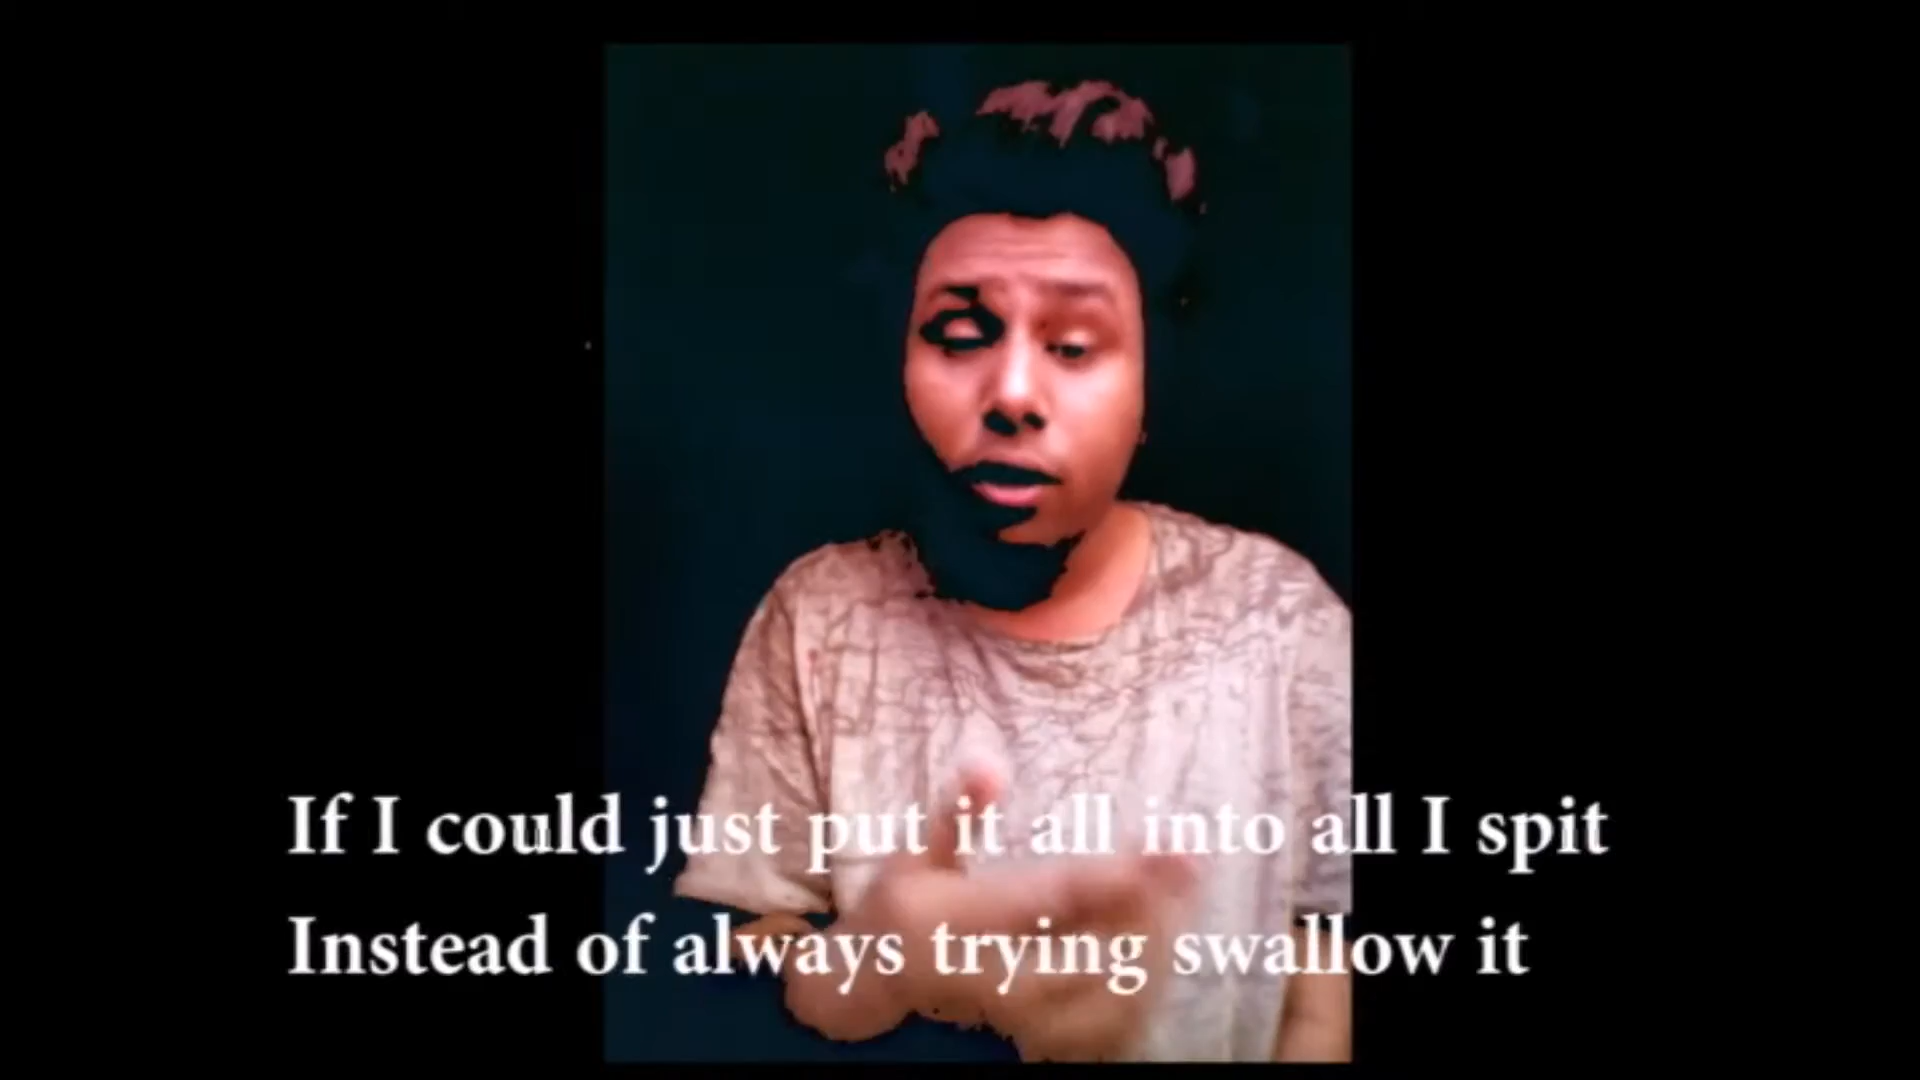 If I could just put it all into all I spit
Instead of always trying swallow it